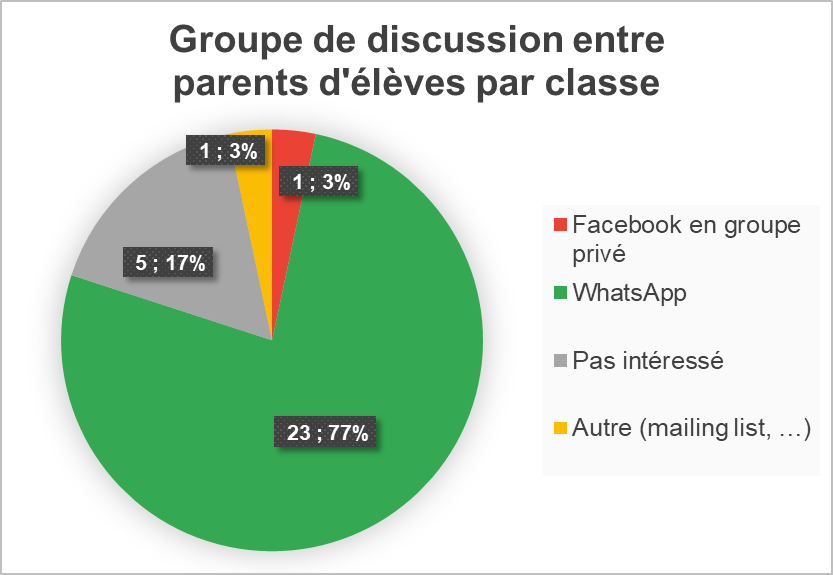 Groupe de discussion entre
parents d'élèves par classe
1 ; 3%
1 ; 3%
5 ; 17%
23 ; 77%
Facebook en groupe
privé
WhatsApp
Pas intéressé
Autre (mailing list, …)